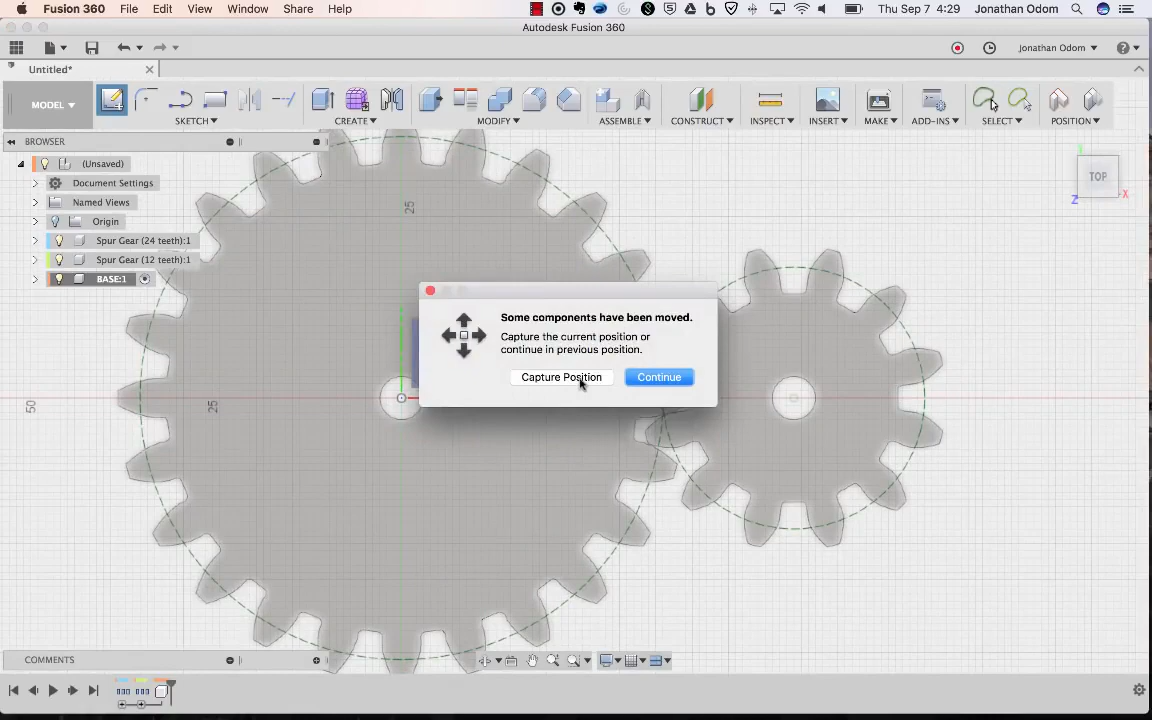 Fusion 360 File Edit View Window Share Help Thu Sep 7 4:29 Jonathan Odom
Autodesk Fusion 360
Jonathan Odom
Untitled*
MODEL
SKETCH CREATE MODIFY ASSEMBLE CONSTRUCT INSPECT INSERT MAKE ADD-INS SELECT POSITION
BROWSER
(Unsaved)
Document Settings
Named Views
Origin
Spur Gear (24 teeth):1
Spur Gear (12 teeth):1
BASE:1
TOP
Y
X
Z
25
50
25
Some components have been moved.
Capture the current position or
continue in previous position.
Capture Position Continue
COMMENTS